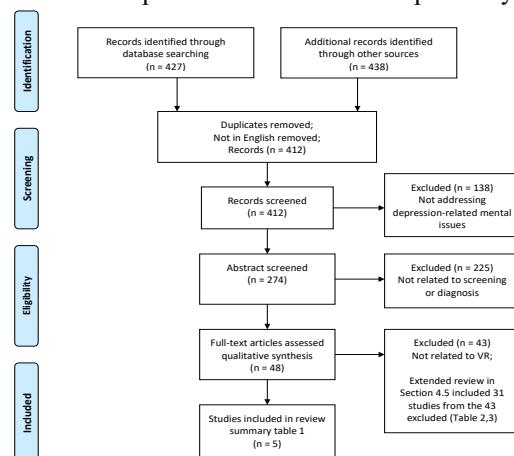 Identification
Records identified through
database searching
(n = 427)
Additional records identified
through other sources
(n = 438)
Duplicates removed;
Not in English removed;
Records (n = 412)
Screening
Records screened
(n = 412)
Excluded (n = 138)
Not addressing
depression-related mental
issues
Eligibility
Abstract screened
(n = 274)
Excluded (n = 225)
Not related to screening
or diagnosis
Full-text articles assessed
qualitative synthesis
(n = 48)
Excluded (n = 43)
Not related to VR;
Extended review in
Section 4.5 included 31
studies from the 43
excluded (Table 2,3)
Included
Studies included in review
summary table 1
(n = 5)